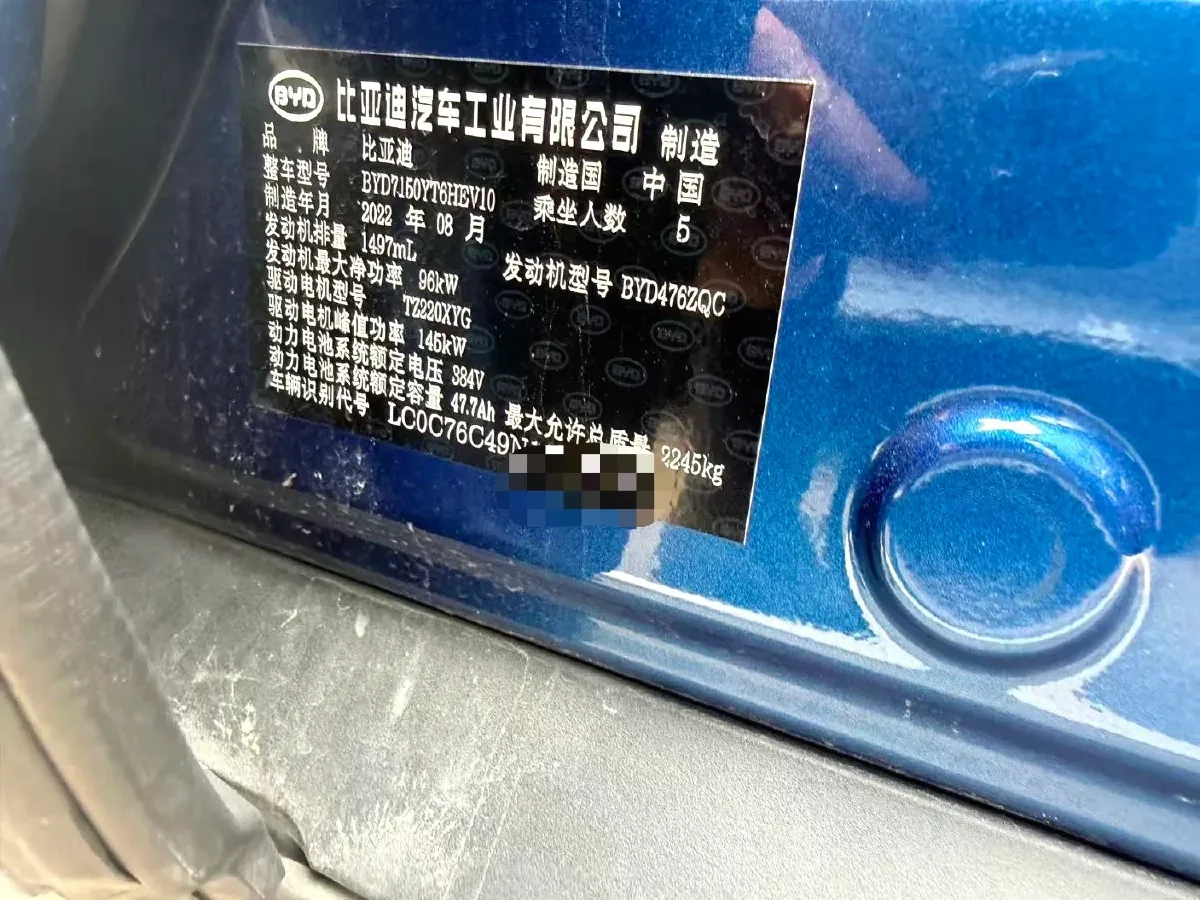 BYD 比亚迪汽车工业有限公司 制造
品 牌 比亚迪 制造国 中国
整车型号 BYD7150YT6HEV10 乘坐人数 5
制造年月 2022 年 08 月
发动机排量 1497mL 发动机型号 BYD476ZQC
发动机最大净功率 96kW
驱动电机型号 TZ220XYG
驱动电机峰值功率 145kW
动力电池系统额定电压 384V
动力电池系统额定容量 47.7Ah 最大允许总质量 2245kg
车辆识别代号 LC0C76C49N